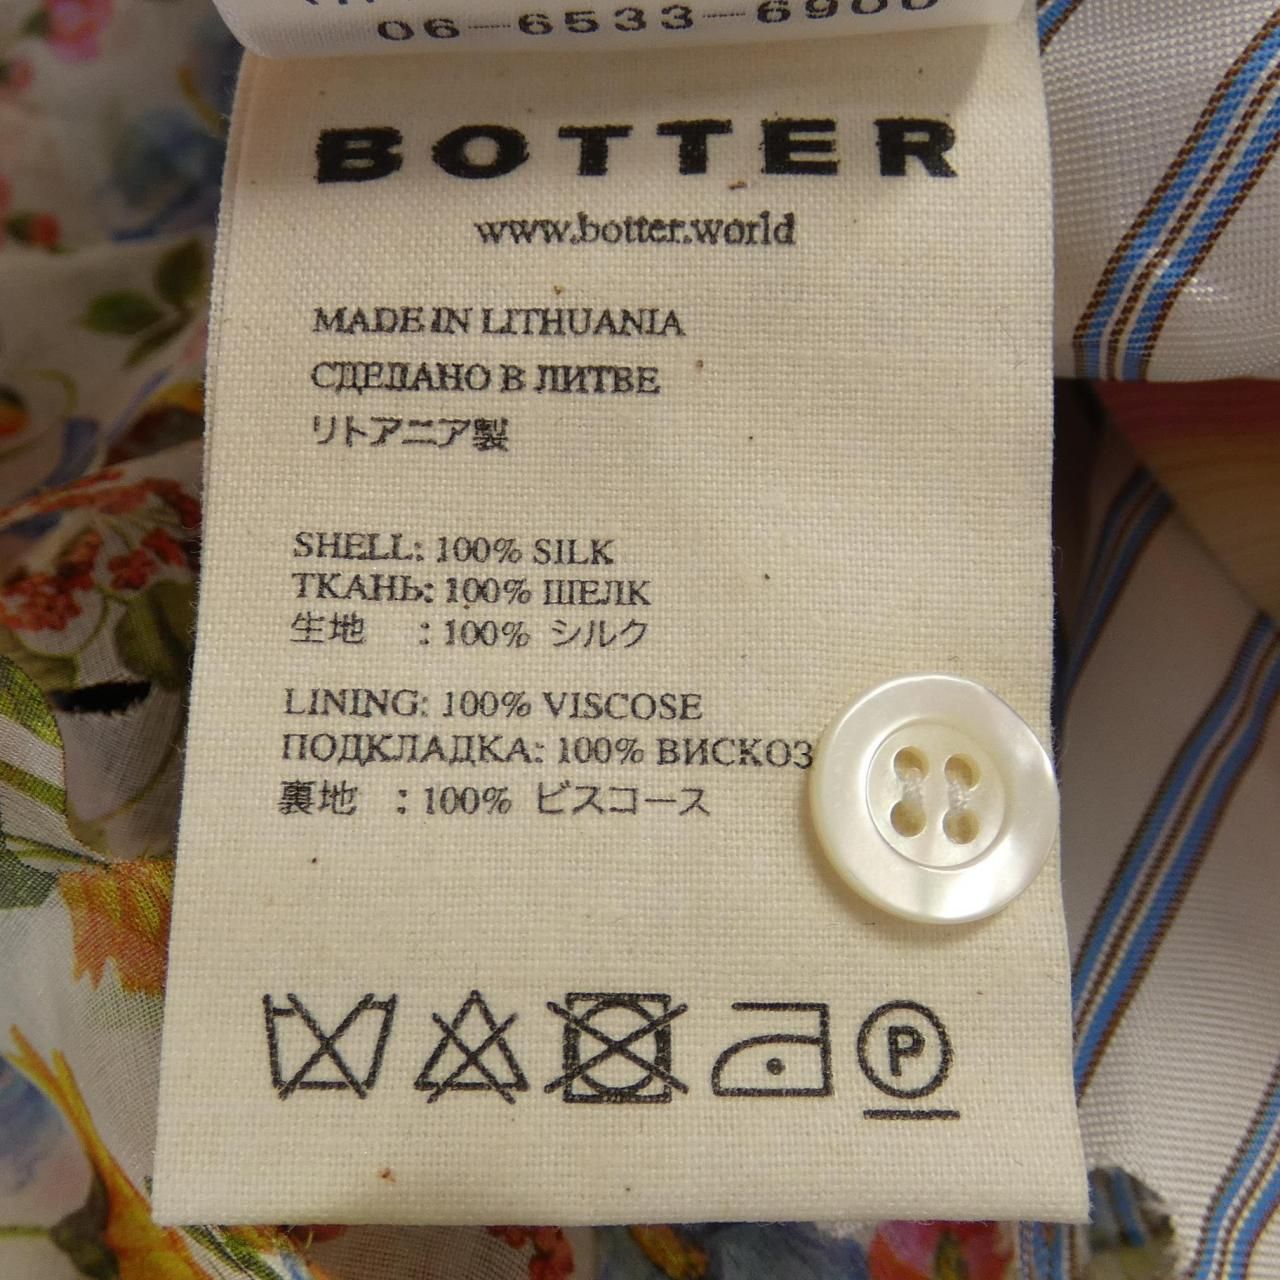 06-6533-6900
BOTTER
www.botter.world
MADE IN LITHUANIA
СДЕЛАНО В ЛИТВЕ
リトアニア製
SHELL: 100% SILK
ТКАНЬ: 100% ШЕЛК
生地 : 100% シルク
LINING: 100% VISCOSE
ПОДКЛАДКА: 100% ВИСКОЗ
裏地 : 100% ビスコース
P